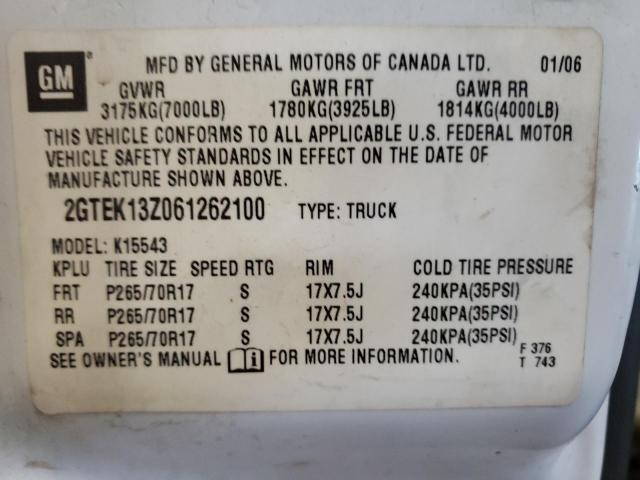 GM
MFD BY GENERAL MOTORS OF CANADA LTD. 01/06
GVWR GAWR FRT GAWR RR
3175KG(7000LB) 1780KG(3925LB) 1814KG(4000LB)
THIS VEHICLE CONFORMS TO ALL APPLICABLE U.S. FEDERAL MOTOR
VEHICLE SAFETY STANDARDS IN EFFECT ON THE DATE OF
MANUFACTURE SHOWN ABOVE.
2GTEK13Z061262100 TYPE: TRUCK
MODEL: K15543
KPLU TIRE SIZE SPEED RTG RIM COLD TIRE PRESSURE
FRT P265/70R17 S 17X7.5J 240KPA(35PSI)
RR P265/70R17 S 17X7.5J 240KPA(35PSI)
SPA P265/70R17 S 17X7.5J 240KPA(35PSI)
SEE OWNER'S MANUAL FOR MORE INFORMATION. F 376
T 743